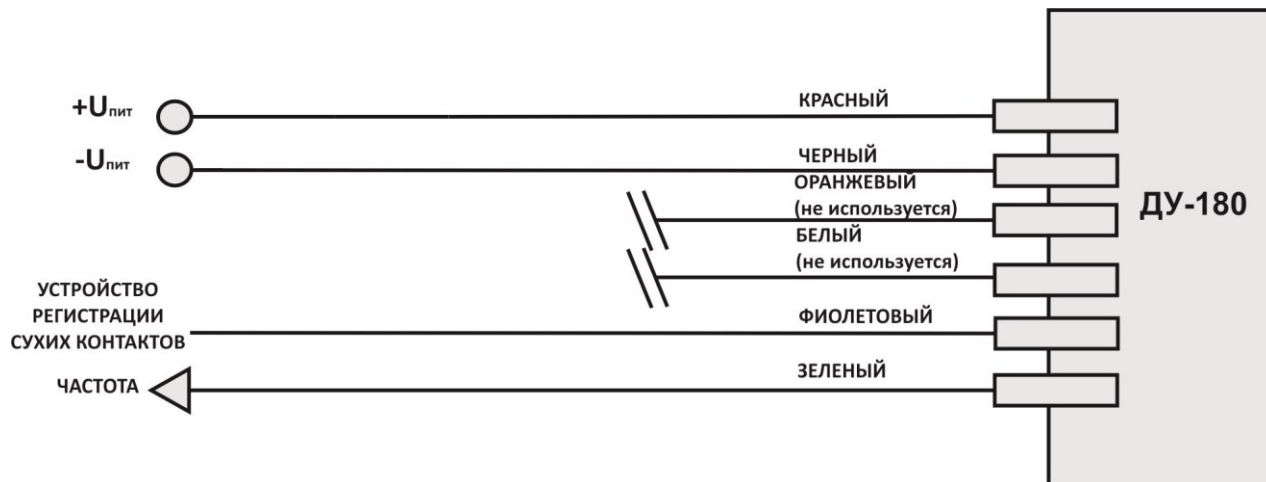 +Uпит
КРАСНЫЙ
-Uпит
ЧЕРНЫЙ
ОРАНЖЕВЫЙ
(не используется)
БЕЛЫЙ
(не используется)
ДУ-180
УСТРОЙСТВО
РЕГИСТРАЦИИ
СУХИХ КОНТАКТОВ
ФИОЛЕТОВЫЙ
ЧАСТОТА
ЗЕЛЕНЫЙ